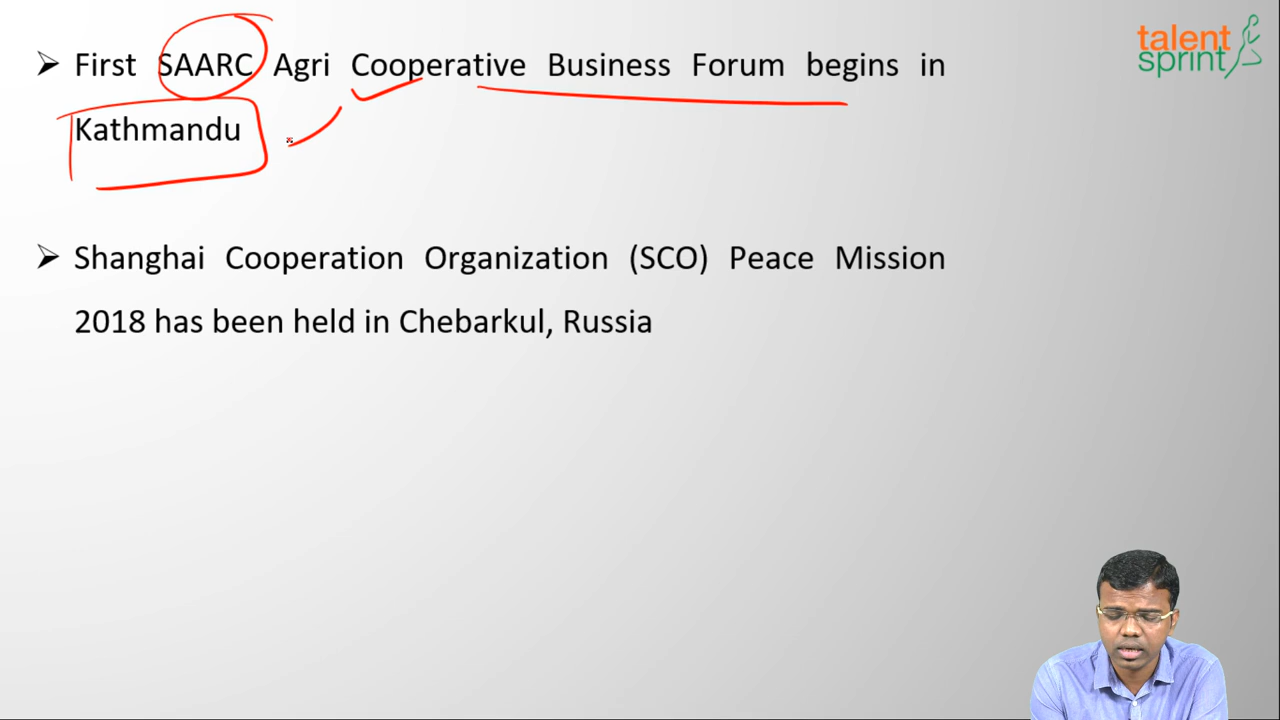 talent
sprint
➢ First SAARC Agri Cooperative Business Forum begins in
Kathmandu
➢ Shanghai Cooperation Organization (SCO) Peace Mission
2018 has been held in Chebarkul, Russia